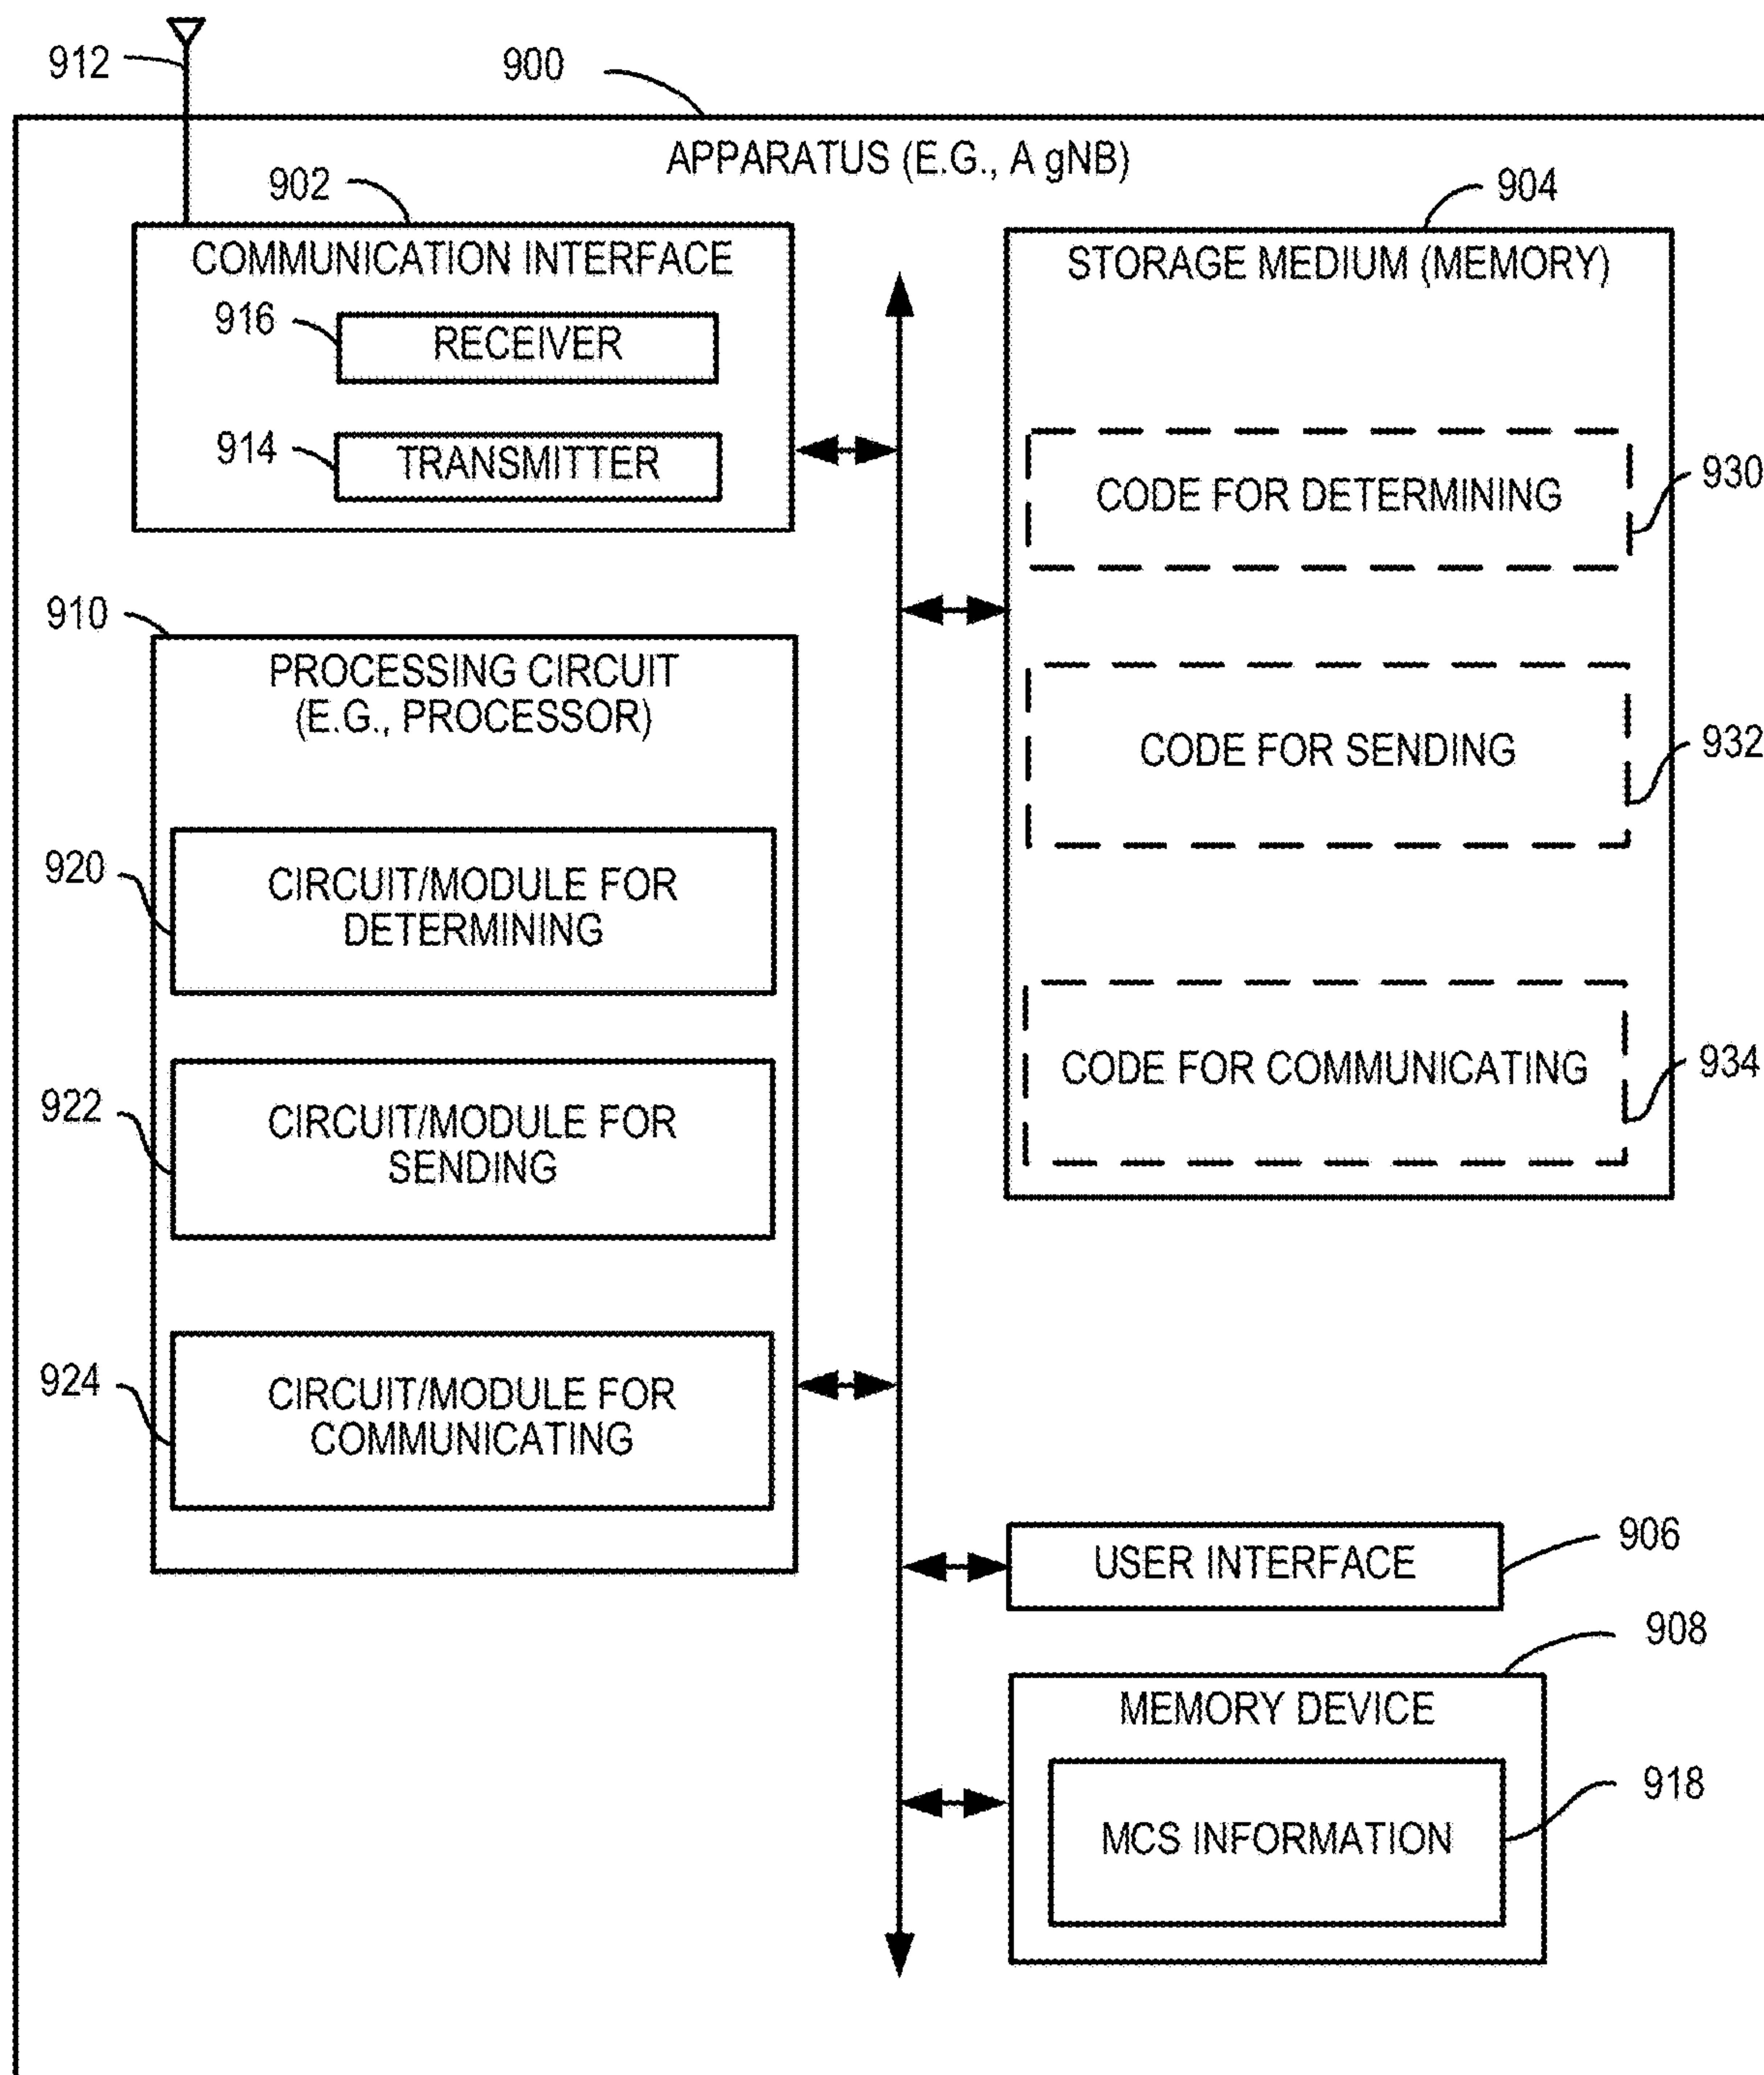 912
900
APPARATUS (E.G., A gNB)
902
COMMUNICATION INTERFACE
916
RECEIVER
914
TRANSMITTER
904
STORAGE MEDIUM (MEMORY)
CODE FOR DETERMINING
930
CODE FOR SENDING
932
CODE FOR COMMUNICATING
934
910
PROCESSING CIRCUIT
(E.G., PROCESSOR)
920
CIRCUIT/MODULE FOR
DETERMINING
922
CIRCUIT/MODULE FOR
SENDING
924
CIRCUIT/MODULE FOR
COMMUNICATING
USER INTERFACE
906
908
MEMORY DEVICE
MCS INFORMATION
918